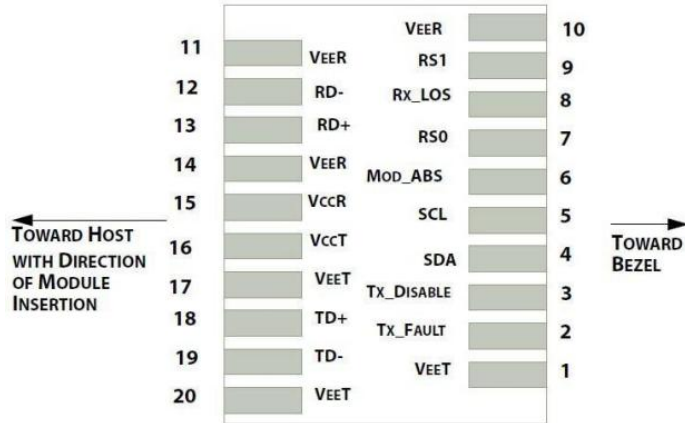 11 VEER
12 RD-
13 RD+
14 VEER
15 VCCR
16 VCCT
17 VEET
18 TD+
19 TD-
20 VEET
VEER 10
RS1 9
RX_LOS 8
RS0 7
MOD_ABS 6
SCL 5
SDA 4
TX_DISABLE 3
TX_FAULT 2
VEET 1
TOWARD HOST
WITH DIRECTION
OF MODULE
INSERTION
TOWARD
BEZEL